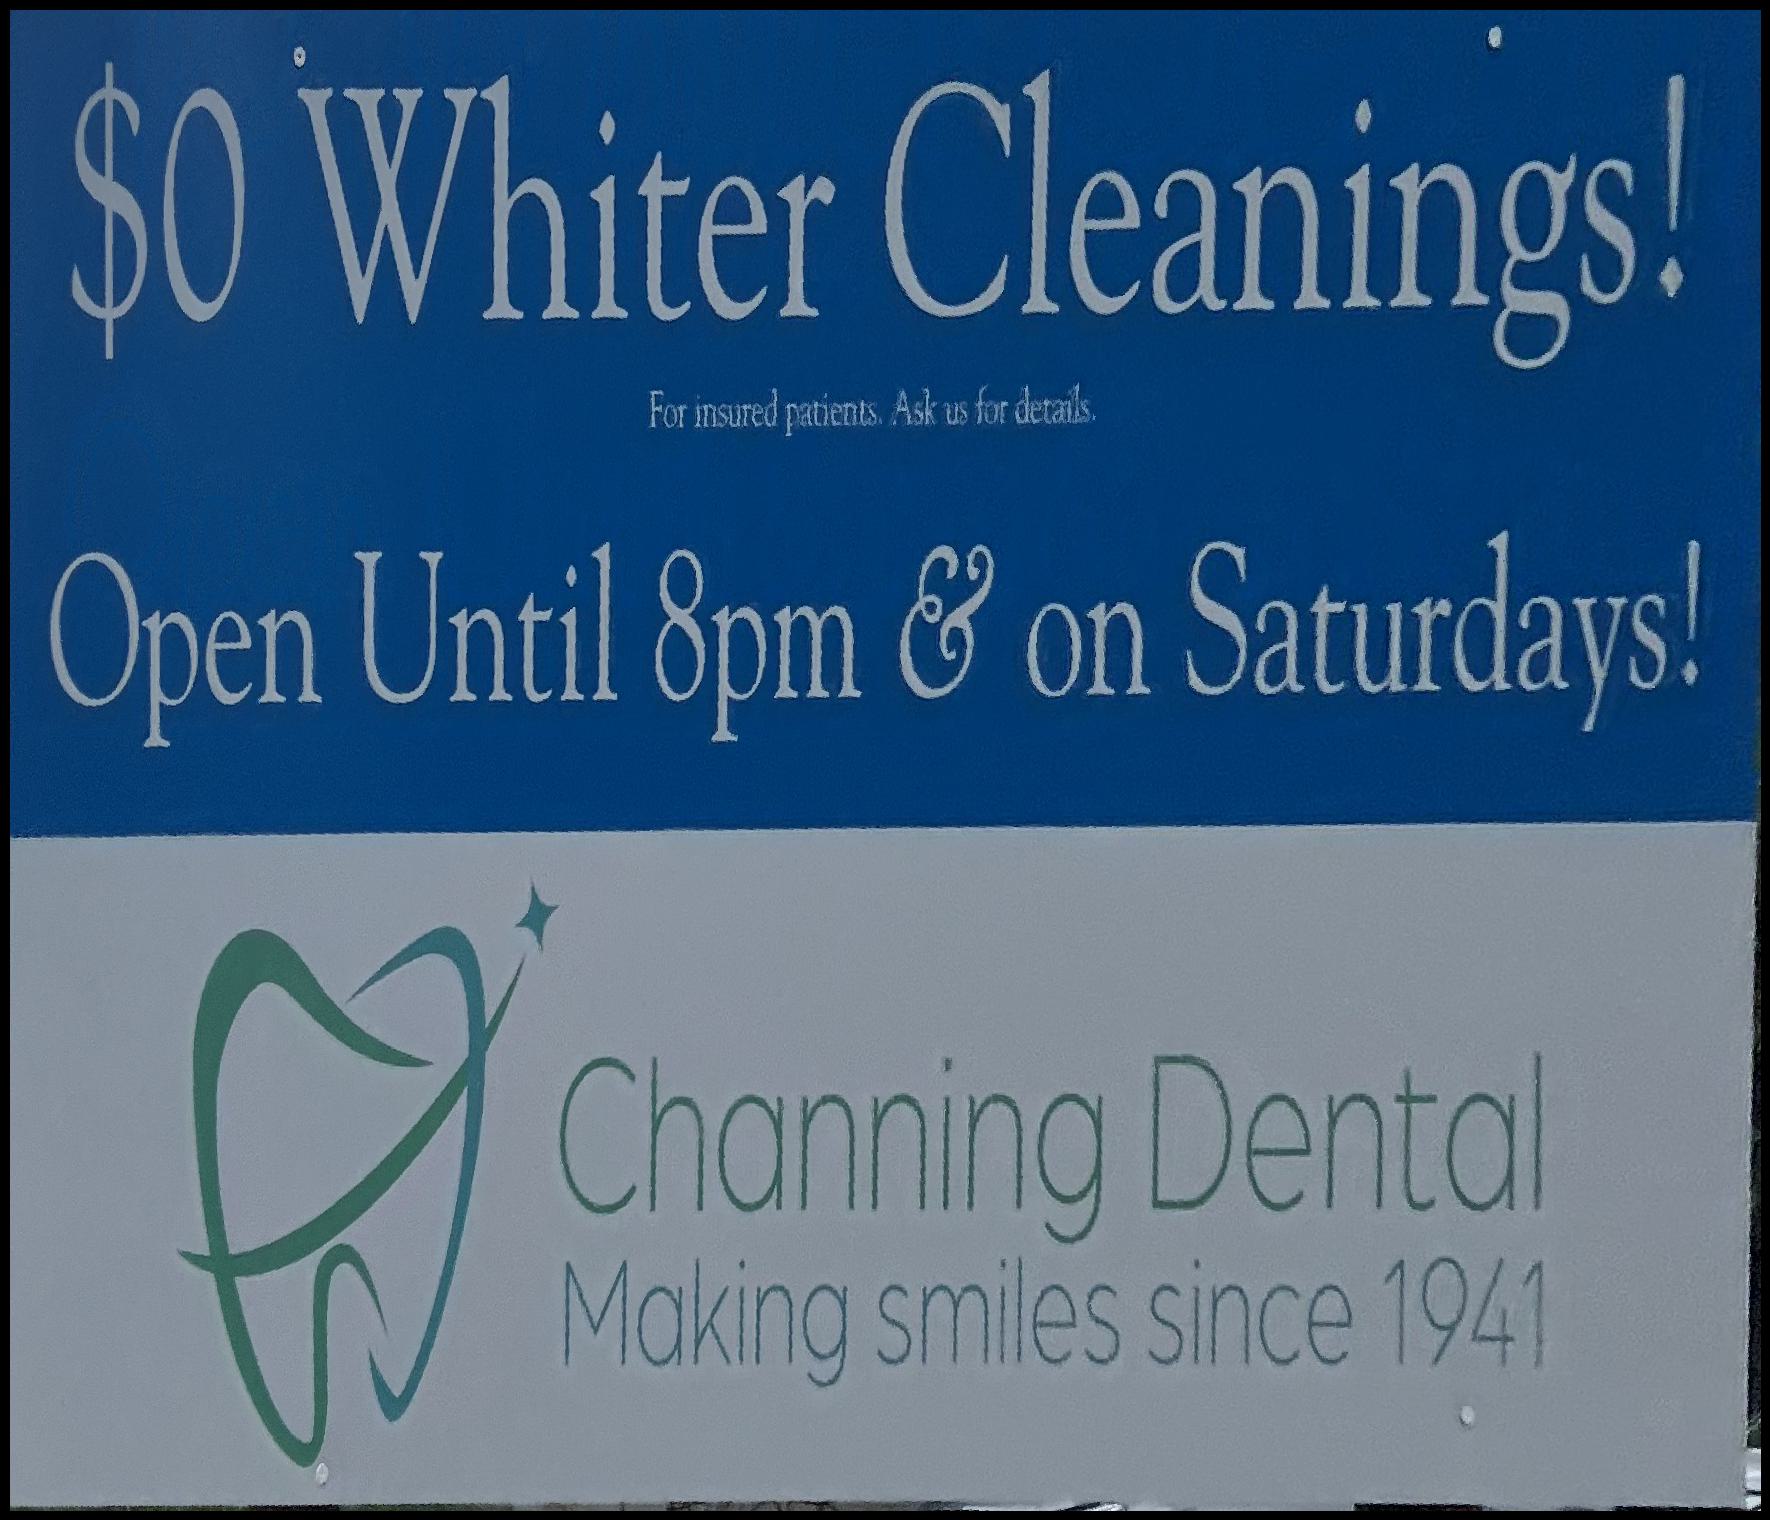 $0 Whiter Cleanings!
For insured patients. Ask us for details.
Open Until 8pm & on Saturdays!
Channing Dental
Making smiles since 1941